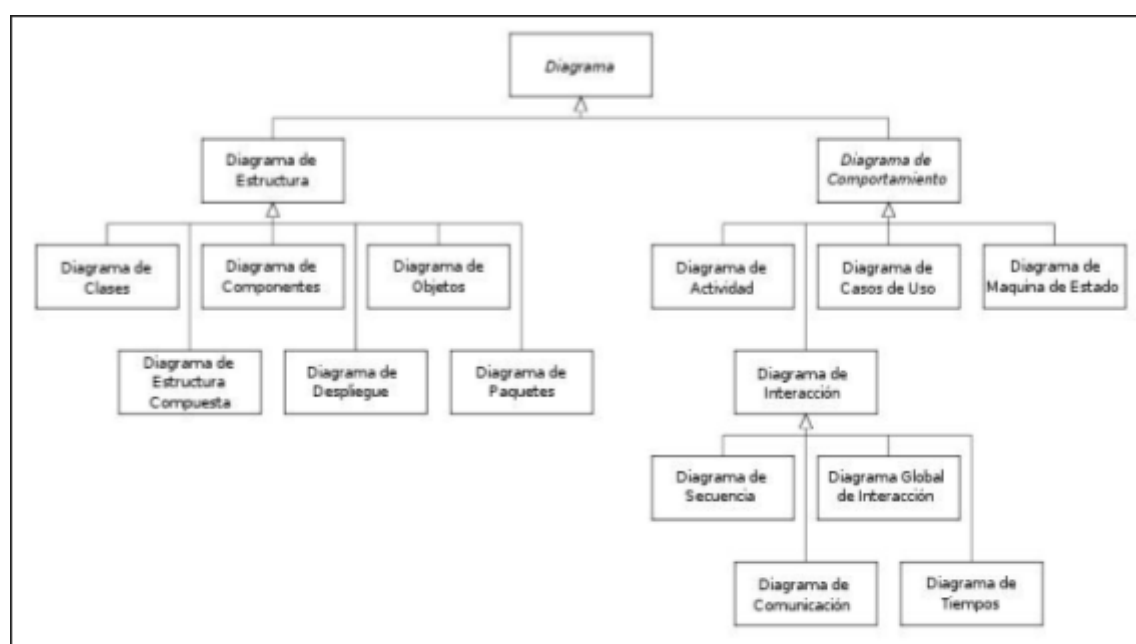 Diagrama
Diagrama de
Estructura
Diagrama de
Comportamiento
Diagrama de
Clases
Diagrama de
Componentes
Diagrama de
Objetos
Diagrama de
Actividad
Diagrama de
Casos de Uso
Diagrama de
Maquina de Estado
Diagrama de
Estructura
Compuesta
Diagrama de
Despliegue
Diagrama de
Paquetes
Diagrama de
Interacción
Diagrama de
Secuencia
Diagrama Global
de Interacción
Diagrama de
Comunicación
Diagrama de
Tiempos